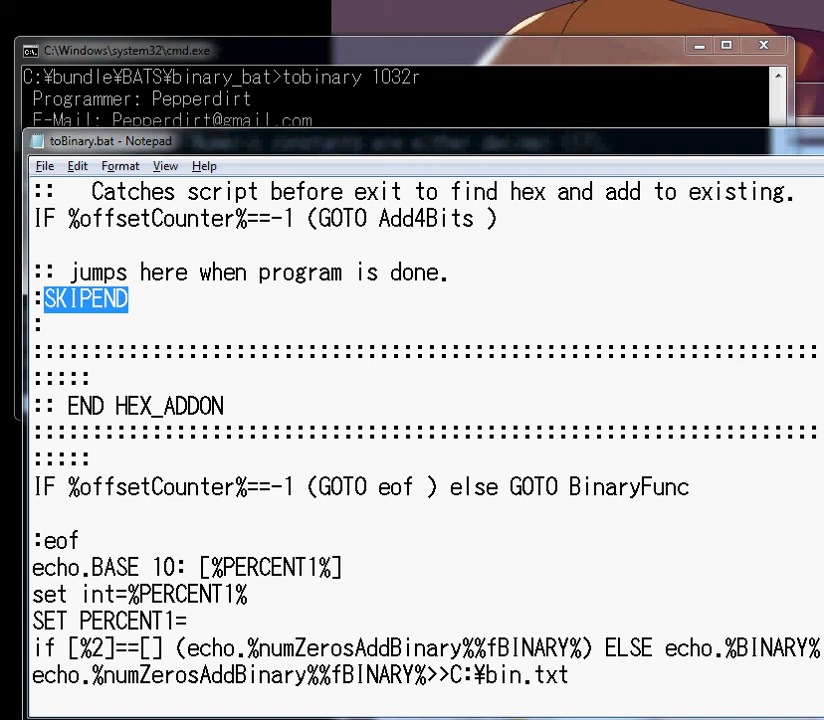 C:\Windows\system32\cmd.exe
C:¥bundle¥BATS¥binary_bat>tobinary 1032r
Programmer: Pepperdirt
E-Mail: Pepperdirt@gmail.com
toBinary.bat - Notepad
File Edit Format View Help
::   Catches script before exit to find hex and add to existing.
IF %offsetCounter%==-1 (GOTO Add4Bits )
:: jumps here when program is done.
:SKIPEND
:
::::::::::::::::::::::::::::::::::::::::::::::::::::::::::::::::::
:::::
:: END HEX_ADDON
::::::::::::::::::::::::::::::::::::::::::::::::::::::::::::::::::
:::::
IF %offsetCounter%==-1 (GOTO eof ) else GOTO BinaryFunc
:eof
echo.BASE 10: [%PERCENT1%]
set int=%PERCENT1%
SET PERCENT1=
if [%2]==[] (echo.%numZerosAddBinary%%fBINARY%) ELSE echo.%BINARY%
echo.%numZerosAddBinary%%fBINARY%>>C:¥bin.txt